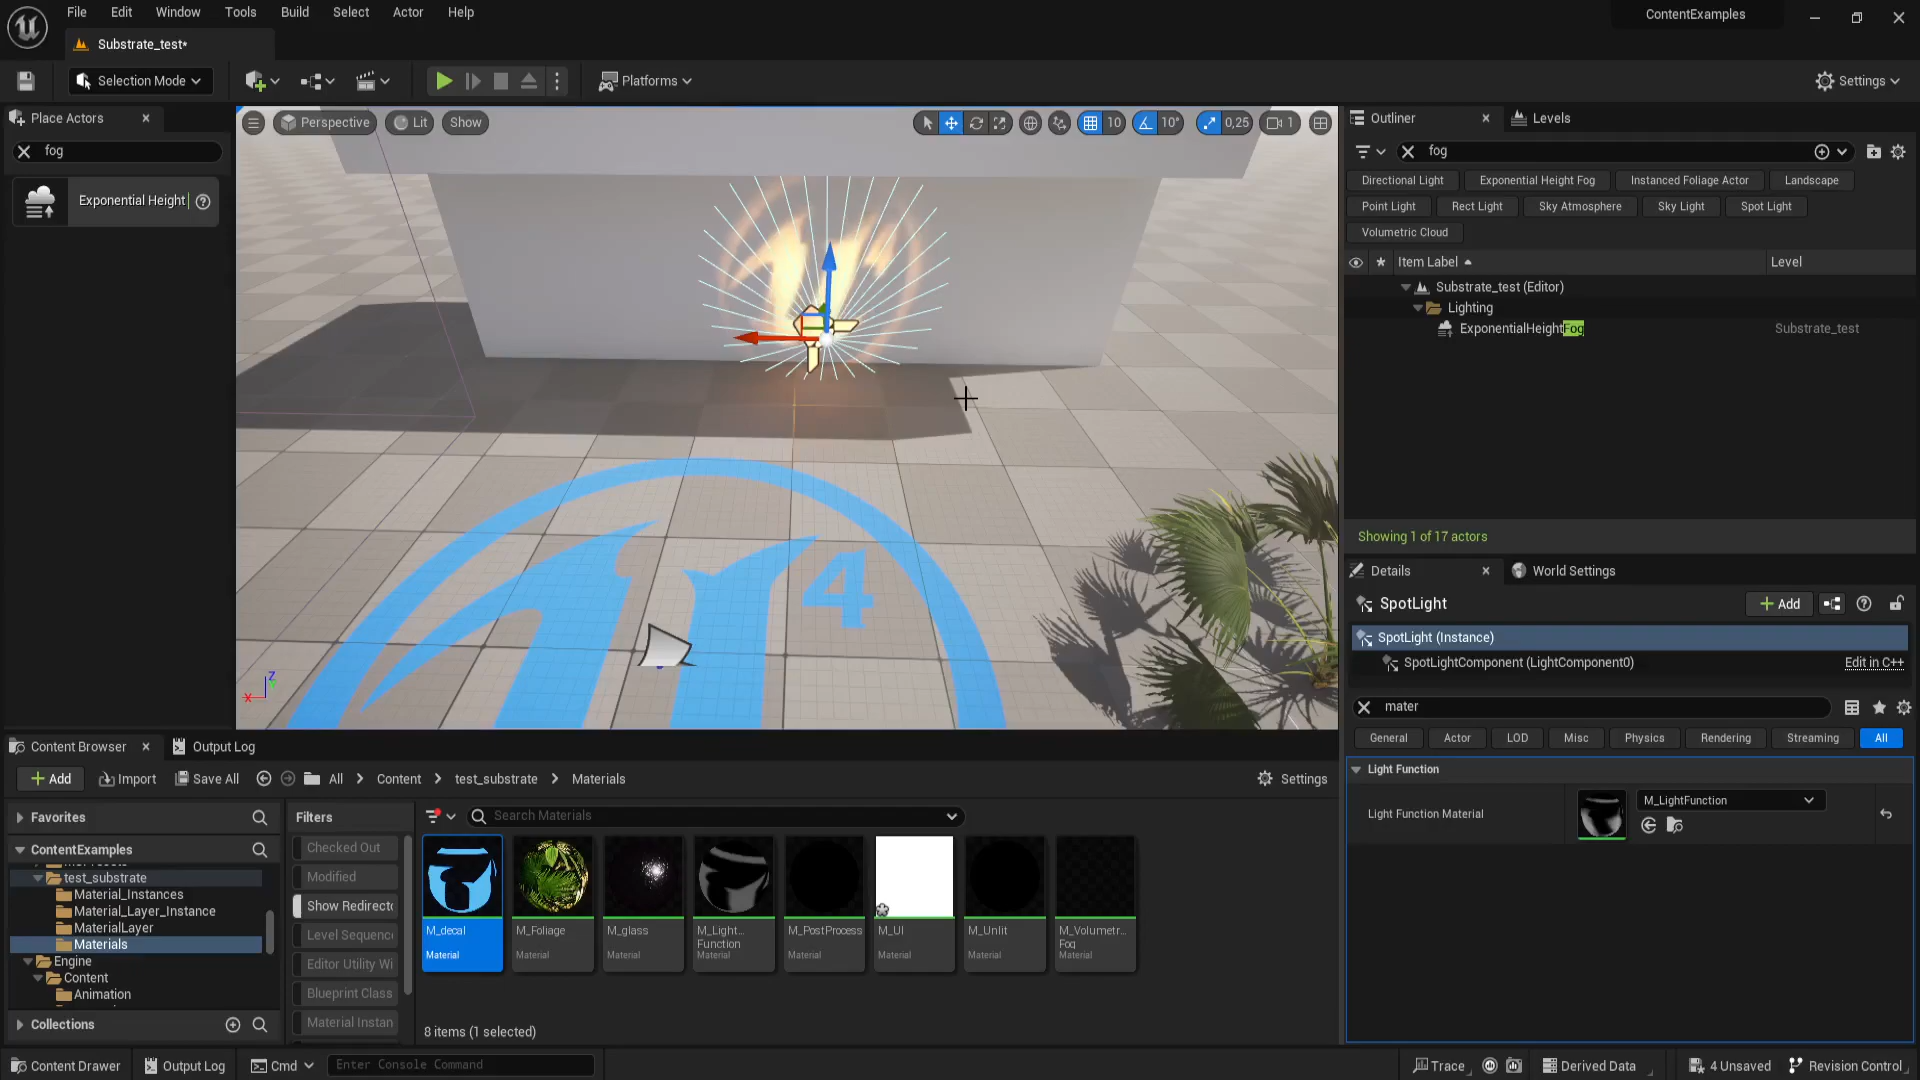 File Edit Window Tools Build Select Actor Help
ContentExamples
Substrate_test*
Selection Mode
Platforms
Settings
Place Actors
fog
Exponential Height
Perspective
Lit
Show
10
10°
0,25
1
4
Outliner
Levels
fog
Directional Light
Exponential Height Fog
Instanced Foliage Actor
Landscape
Point Light
Rect Light
Sky Atmosphere
Sky Light
Spot Light
Volumetric Cloud
Item Label
Level
Substrate_test (Editor)
Lighting
ExponentialHeightFog
Substrate_test
Showing 1 of 17 actors
Details
World Settings
SpotLight
Add
SpotLight (Instance)
SpotLightComponent (LightComponent0)
Edit in C++
mater
General
Actor
LOD
Misc
Physics
Rendering
Streaming
All
Light Function
Light Function Material
M_LightFunction
Content Browser
Output Log
Add
Import
Save All
All
Content
test_substrate
Materials
Settings
Favorites
ContentExamples
test_substrate
Material_Instances
Material_Layer_Instance
MaterialLayer
Materials
Engine
Content
Animation
Collections
Filters
Checked Out
Modified
Show Redirecto
Level Sequenc
Editor Utility Wi
Blueprint Class
Material Instan
Search Materials
M_decal
Material
M_Foliage
Material
M_glass
Material
M_Light...
Function
Material
M_PostProcess
Material
M_UI
Material
M_Unlit
Material
M_Volumetr...
Fog
Material
8 items (1 selected)
Content Drawer
Output Log
Cmd
Enter Console Command
Trace
Derived Data
4 Unsaved
Revision Control